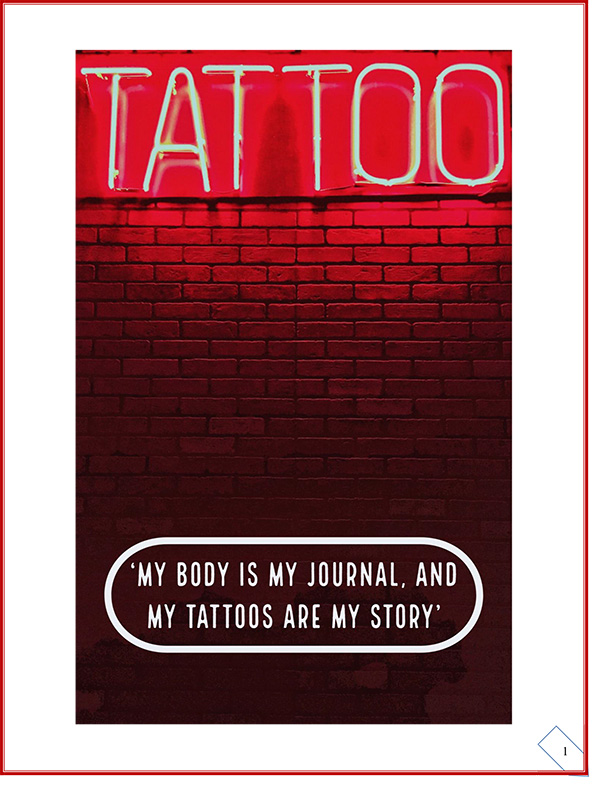 TATTOO
‘MY BODY IS MY JOURNAL, AND
MY TATTOOS ARE MY STORY’
1